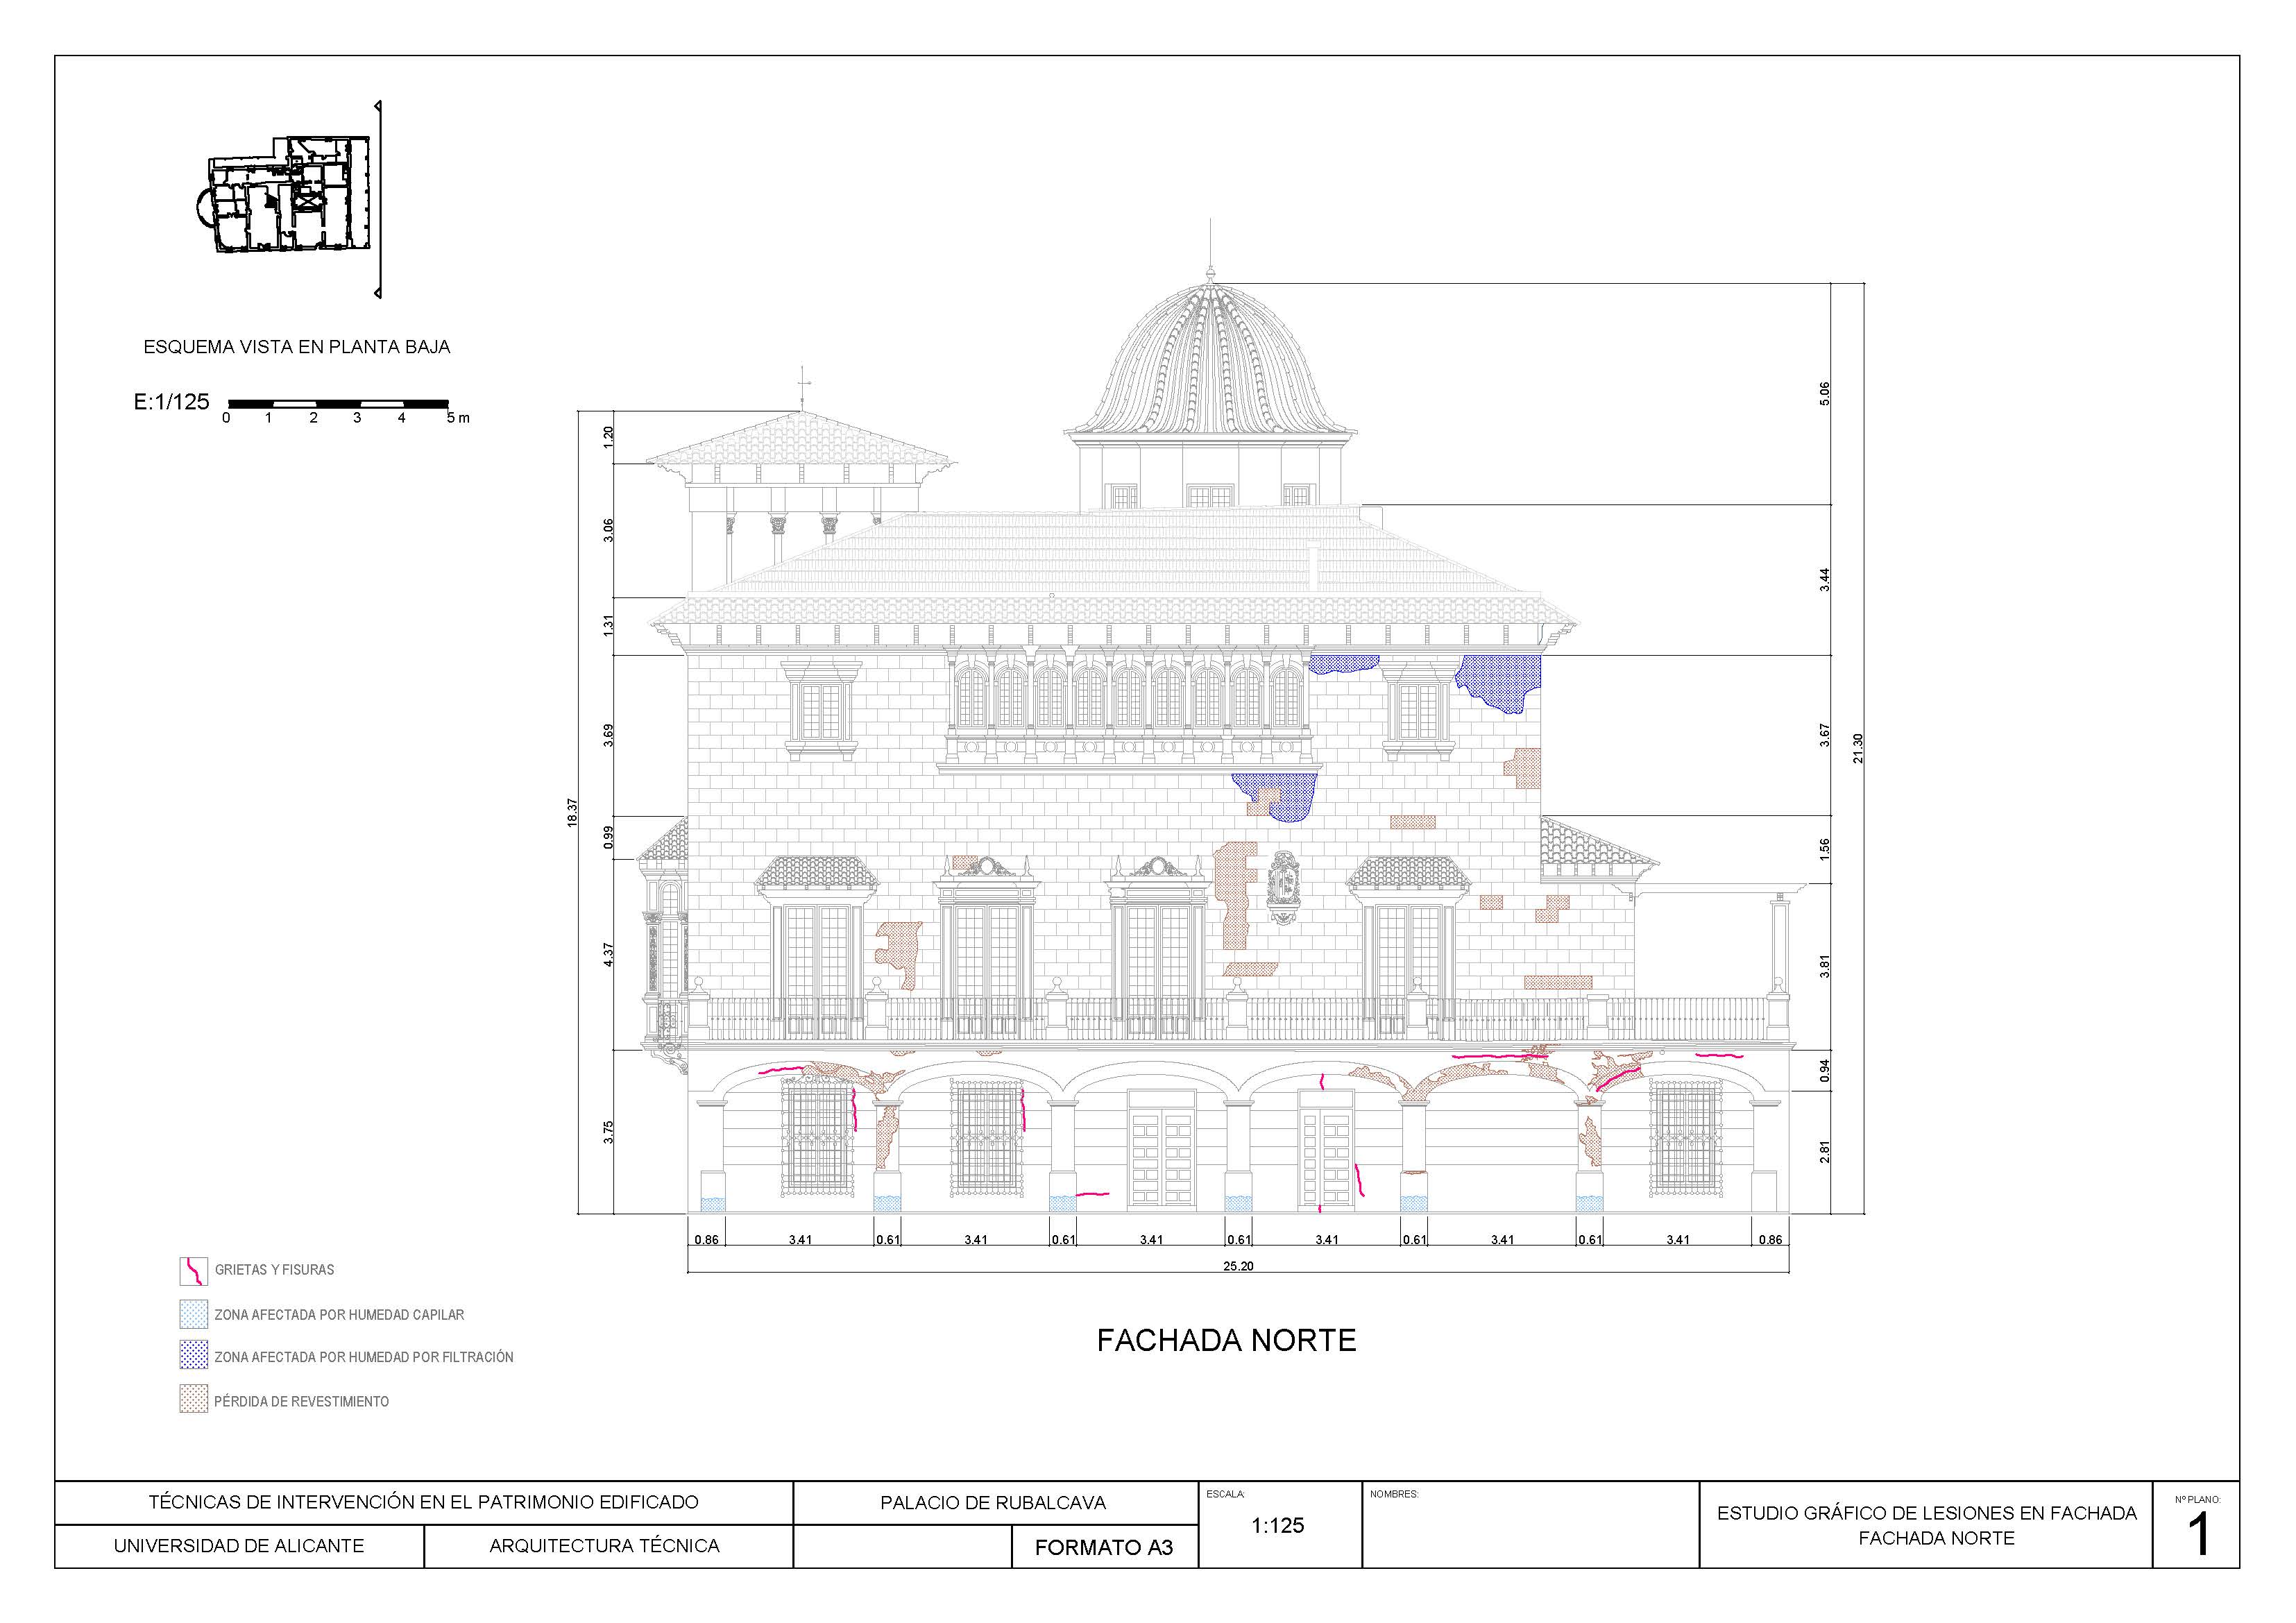 ESQUEMA VISTA EN PLANTA BAJA
E:1/125
0 1 2 3 4 5 m
1.20
3.06
1.31
3.69
0.99
4.37
3.75
18.37
5.06
3.44
3.67
1.56
3.81
0.94
2.81
21.30
0.86 3.41 0.61 3.41 0.61 3.41 0.61 3.41 0.61 3.41 0.61 3.41 0.86
25.20
FACHADA NORTE
GRIETAS Y FISURAS
ZONA AFECTADA POR HUMEDAD CAPILAR
ZONA AFECTADA POR HUMEDAD POR FILTRACIÓN
PÉRDIDA DE REVESTIMIENTO
TÉCNICAS DE INTERVENCIÓN EN EL PATRIMONIO EDIFICADO
UNIVERSIDAD DE ALICANTE
ARQUITECTURA TÉCNICA
PALACIO DE RUBALCAVA
FORMATO A3
ESCALA:
1:125
NOMBRES:
ESTUDIO GRÁFICO DE LESIONES EN FACHADA
FACHADA NORTE
Nº PLANO:
1